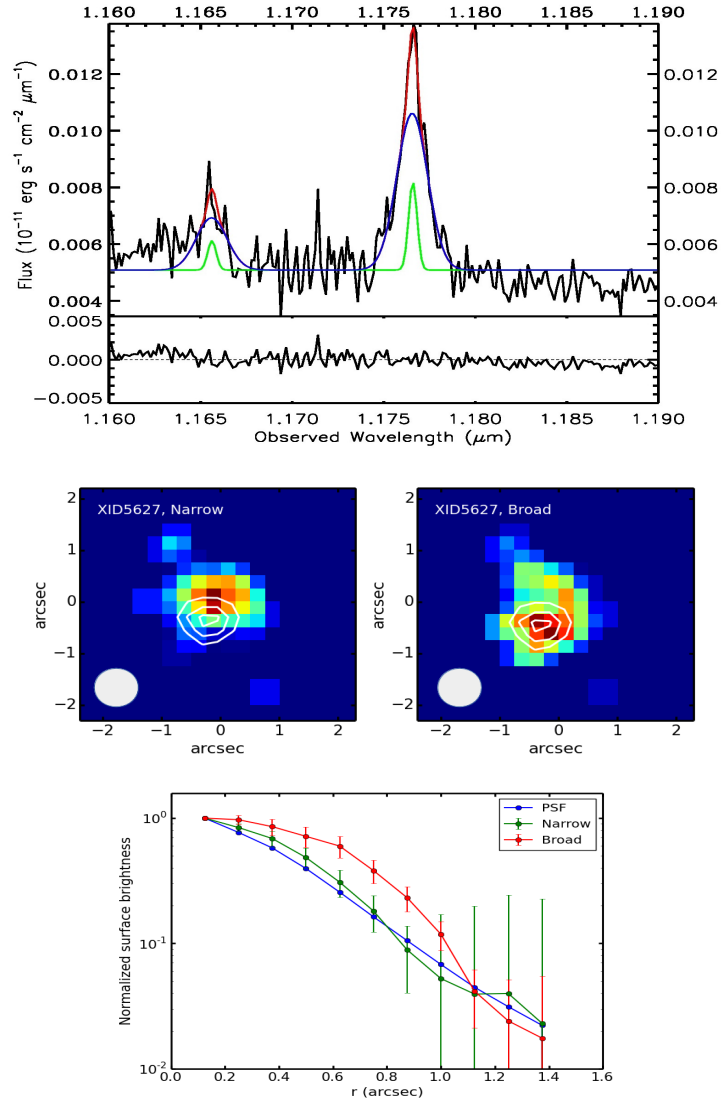 1.160 1.165 1.170 1.175 1.180 1.185 1.190
0.012 0.012
0.010 0.010
0.008 0.008
0.006 0.006
0.004 0.004
Flux (10⁻¹¹ erg s⁻¹ cm⁻² μm⁻¹)
0.005
0.000
−0.005
1.160 1.165 1.170 1.175 1.180 1.185 1.190
Observed Wavelength (μm)
XID5627, Narrow
2
1
0
−1
−2
arcsec
−2 −1 0 1 2
arcsec
XID5627, Broad
2
1
0
−1
−2
arcsec
−2 −1 0 1 2
arcsec
PSF
Narrow
Broad
10⁰
10⁻¹
10⁻²
Normalized surface brightness
0.0 0.2 0.4 0.6 0.8 1.0 1.2 1.4 1.6
r (arcsec)